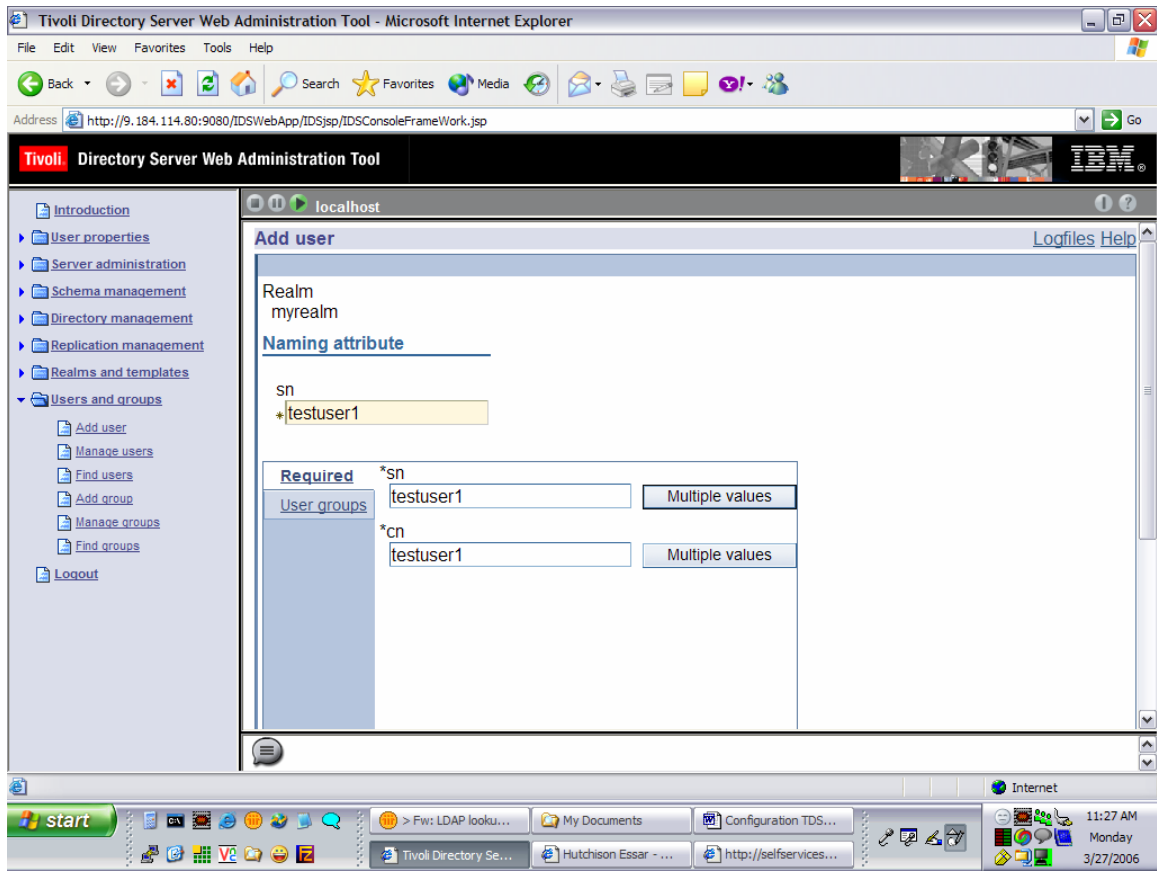 Tivoli Directory Server Web Administration Tool - Microsoft Internet Explorer
File Edit View Favorites Tools Help
Back Search Favorites Media
Address http://9.184.114.80:9080/IDSWebApp/IDSjsp/IDSConsoleFrameWork.jsp Go
Tivoli. Directory Server Web Administration Tool IBM®
Introduction
User properties
Server administration
Schema management
Directory management
Replication management
Realms and templates
Users and groups
Add user
Manage users
Find users
Add group
Manage groups
Find groups
Logout
localhost
Add user Logfiles Help
Realm
myrealm
Naming attribute
sn
*testuser1
Required
User groups
*sn
testuser1 Multiple values
*cn
testuser1 Multiple values
Internet
start > Fw: LDAP looku... My Documents Configuration TDS... 11:27 AM
Monday
Tivoli Directory Se... Hutchison Essar - ... http://selfservices... 3/27/2006